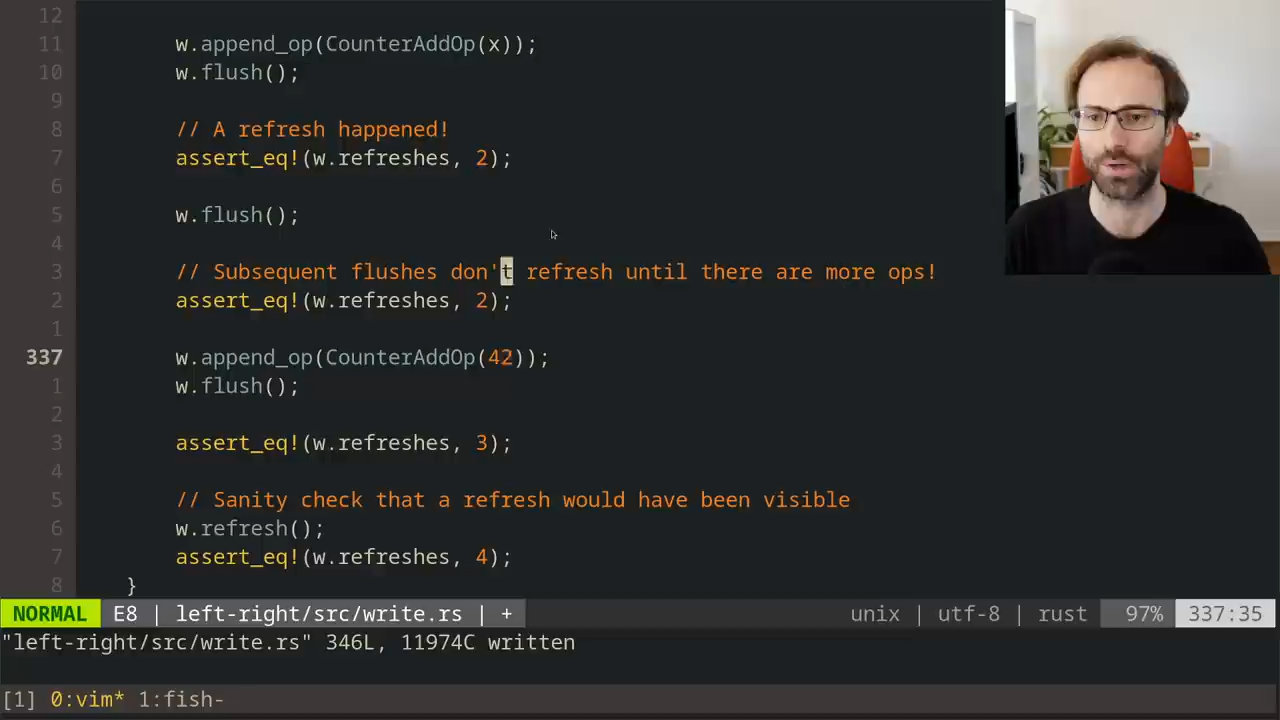 12
11 w.append_op(CounterAddOp(x));
10 w.flush();
9
8 // A refresh happened!
7 assert_eq!(w.refreshes, 2);
6
5 w.flush();
4
3 // Subsequent flushes don't refresh until there are more ops!
2 assert_eq!(w.refreshes, 2);
1
337 w.append_op(CounterAddOp(42));
1 w.flush();
2
3 assert_eq!(w.refreshes, 3);
4
5 // Sanity check that a refresh would have been visible
6 w.refresh();
7 assert_eq!(w.refreshes, 4);
8 }
NORMAL E8 | left-right/src/write.rs | + unix | utf-8 | rust 97% 337:35
"left-right/src/write.rs" 346L, 11974C written
[1] 0:vim* 1:fish-